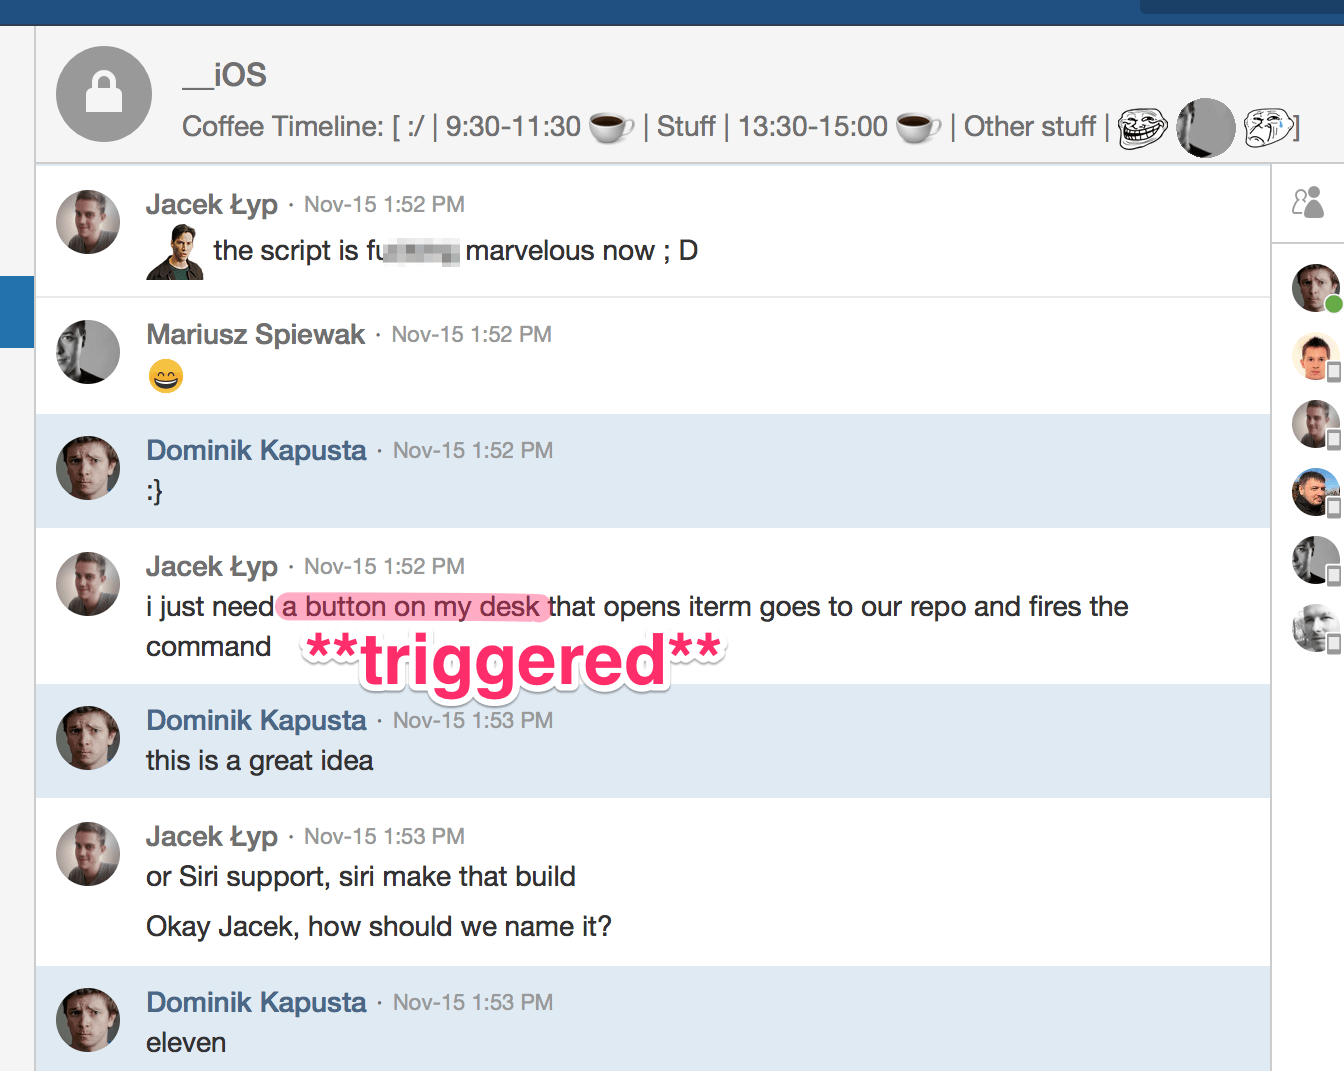 __iOS
Coffee Timeline: [ :/ | 9:30-11:30 ☕ | Stuff | 13:30-15:00 ☕ | Other stuff | ]
Jacek Łyp · Nov-15 1:52 PM
the script is fu marvelous now ; D
Mariusz Spiewak · Nov-15 1:52 PM
😄
Dominik Kapusta · Nov-15 1:52 PM
:}
Jacek Łyp · Nov-15 1:52 PM
i just need a button on my desk that opens iterm goes to our repo and fires the
command **triggered**
Dominik Kapusta · Nov-15 1:53 PM
this is a great idea
Jacek Łyp · Nov-15 1:53 PM
or Siri support, siri make that build
Okay Jacek, how should we name it?
Dominik Kapusta · Nov-15 1:53 PM
eleven